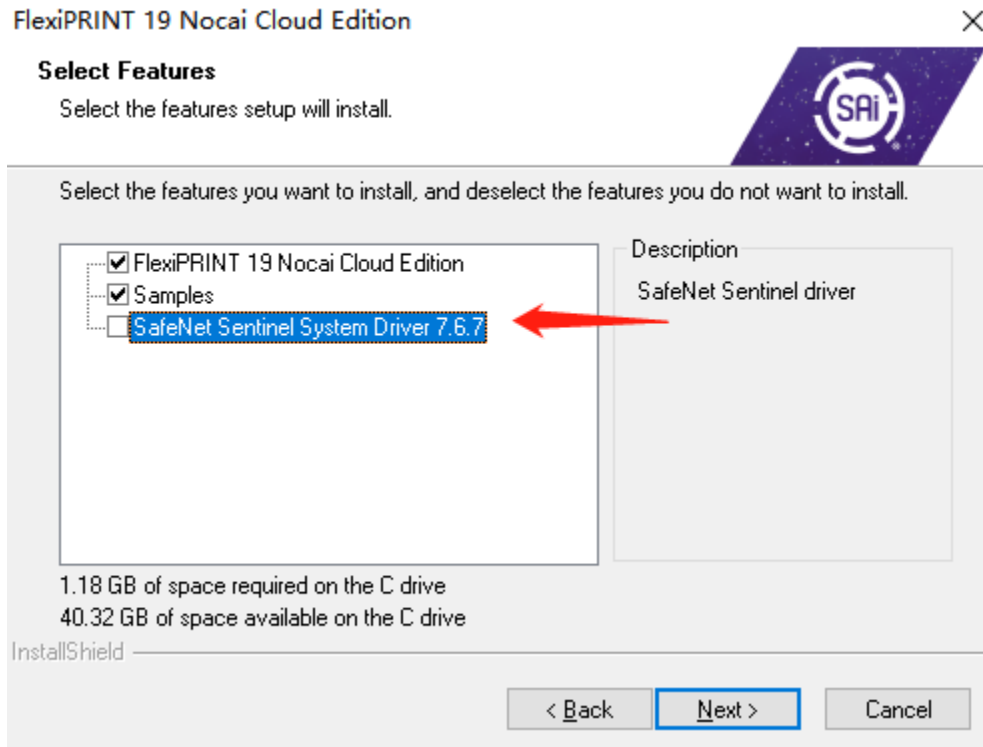 FlexiPRINT 19 Nocai Cloud Edition
Select Features
Select the features setup will install.
SAi
Select the features you want to install, and deselect the features you do not want to install.
FlexiPRINT 19 Nocai Cloud Edition
Samples
SafeNet Sentinel System Driver 7.6.7
Description
SafeNet Sentinel driver
1.18 GB of space required on the C drive
40.32 GB of space available on the C drive
InstallShield
< Back
Next >
Cancel